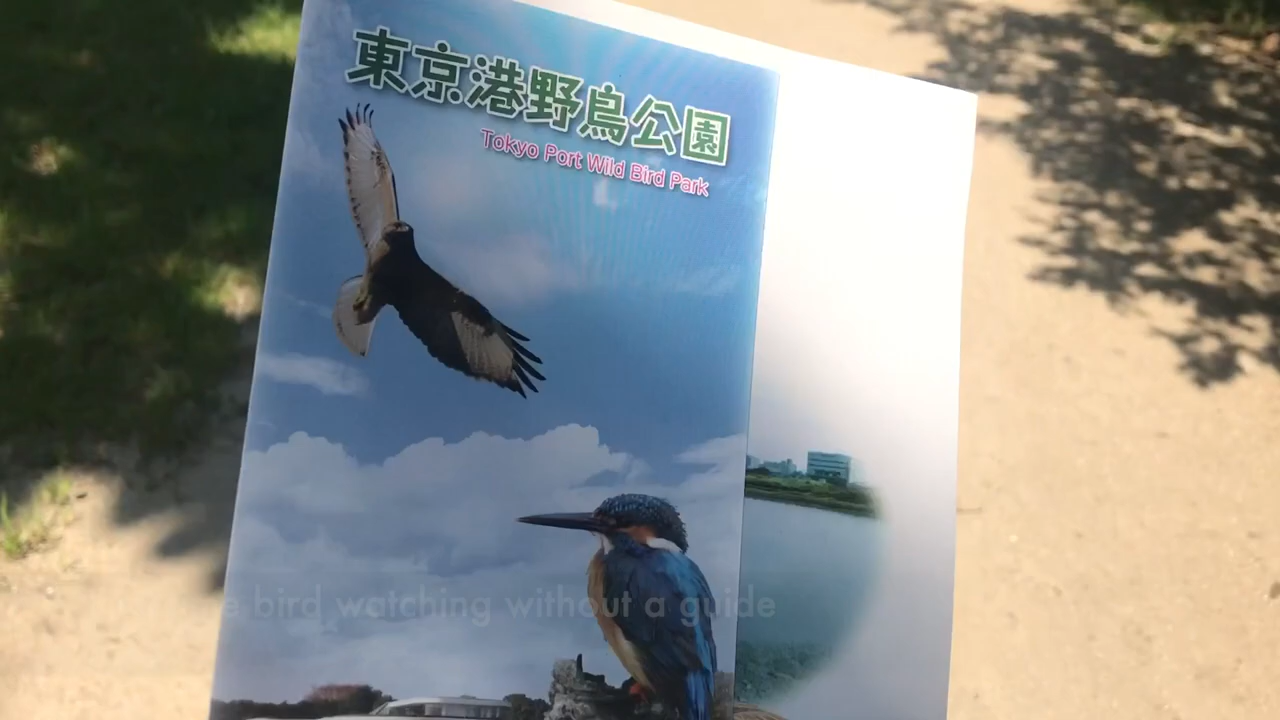 東京港野鳥公園
Tokyo Port Wild Bird Park
bird watching without a guide